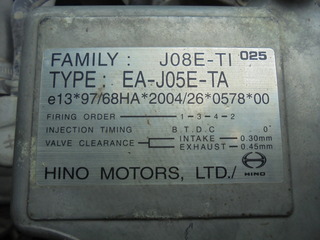 FAMILY : J08E-TI 025
TYPE : EA-J05E-TA
e13*97/68HA*2004/26*0578*00
FIRING ORDER 1-3-4-2
INJECTION TIMING B.T.D.C 0°
VALVE CLEARANCE INTAKE 0.30mm
EXHAUST 0.45mm
HINO MOTORS, LTD./ HINO